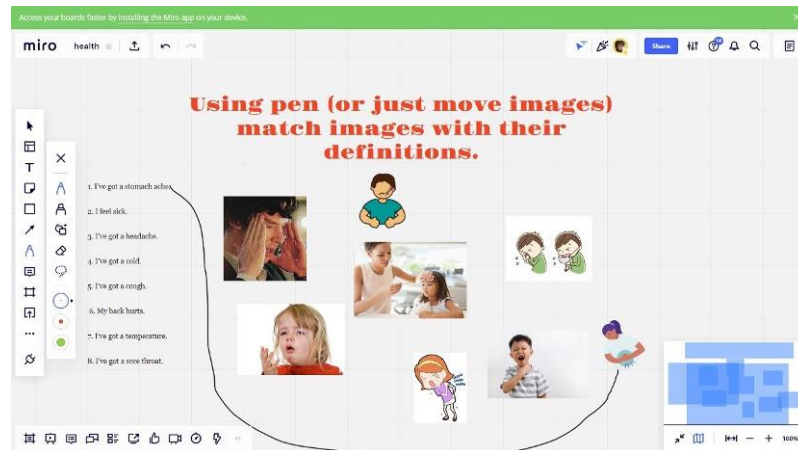 Access your boards faster by installing the Miro app on your device.
miro health Share
Using pen (or just move images)
match images with their
definitions.
1. I've got a stomach ache.
2. I feel sick.
3. I've got a headache.
4. I've got a cold.
5. I've got a cough.
6. My back hurts.
7. I've got a temperature.
8. I've got a sore throat.
100%